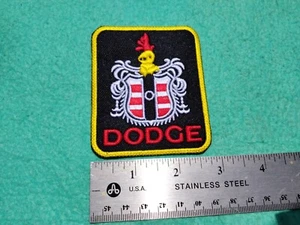 DODGE
1 2 3 4
U.S.A. STAINLESS STEEL